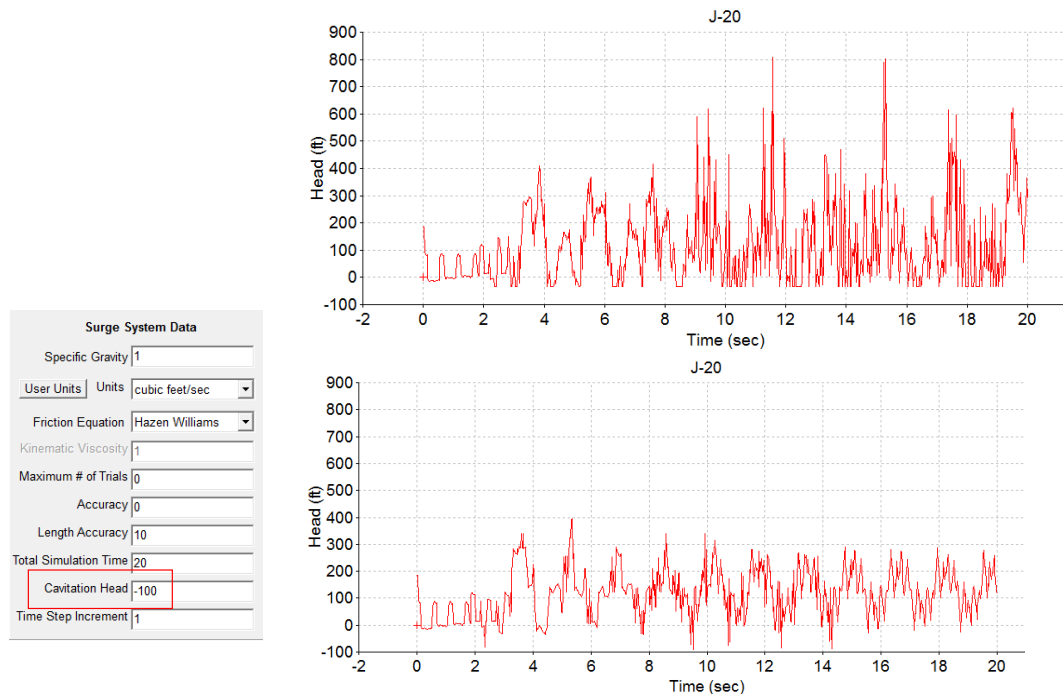 J-20
900
800
700
600
500
400
300
200
100
0
-100
Head (ft)
-2 0 2 4 6 8 10 12 14 16 18 20
Time (sec)
Surge System Data
Specific Gravity 1
User Units Units cubic feet/sec
Friction Equation Hazen Williams
Kinematic Viscosity 1
Maximum # of Trials 0
Accuracy 0
Length Accuracy 10
Total Simulation Time 20
Cavitation Head -100
Time Step Increment 1
J-20
900
800
700
600
500
400
300
200
100
0
-100
Head (ft)
-2 0 2 4 6 8 10 12 14 16 18 20
Time (sec)